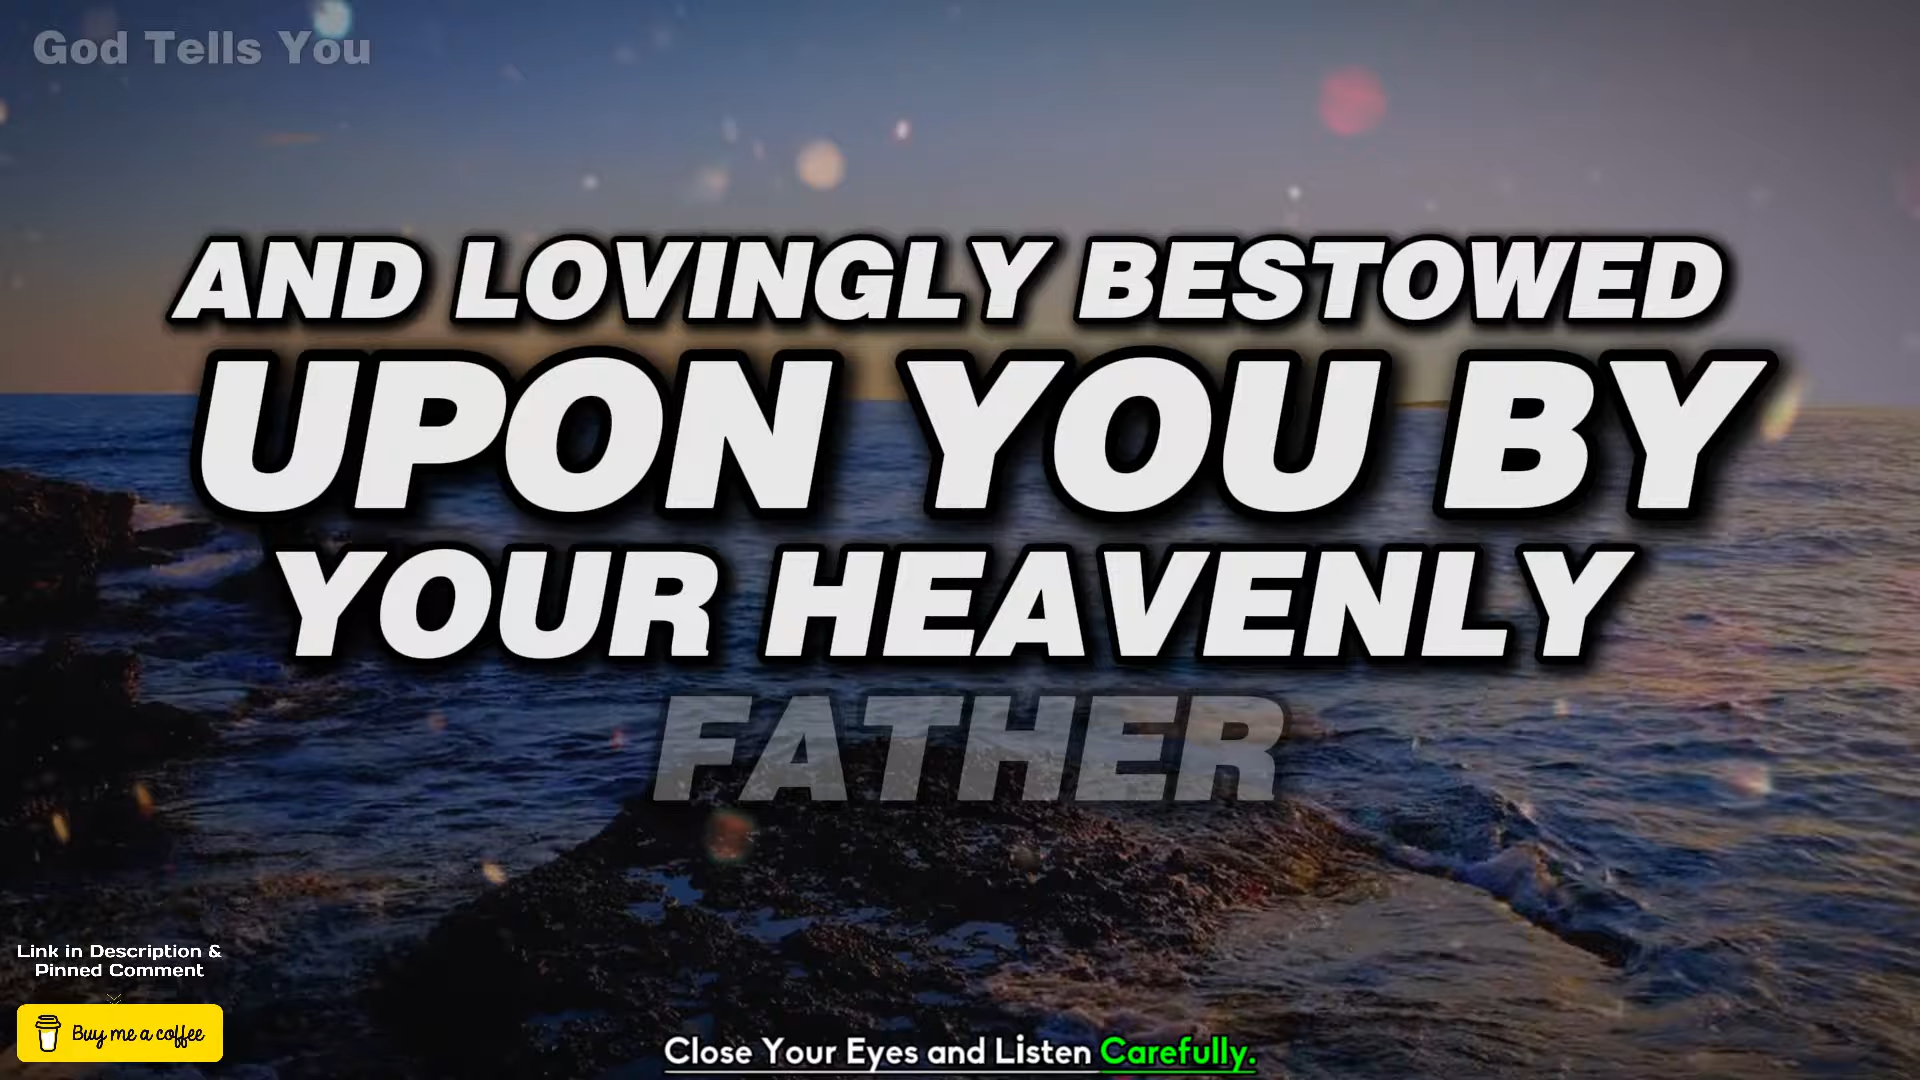 God Tells You
AND LOVINGLY BESTOWED
UPON YOU BY
YOUR HEAVENLY
FATHER
Link in Description &
Pinned Comment
Buy me a coffee
Close Your Eyes and Listen Carefully.